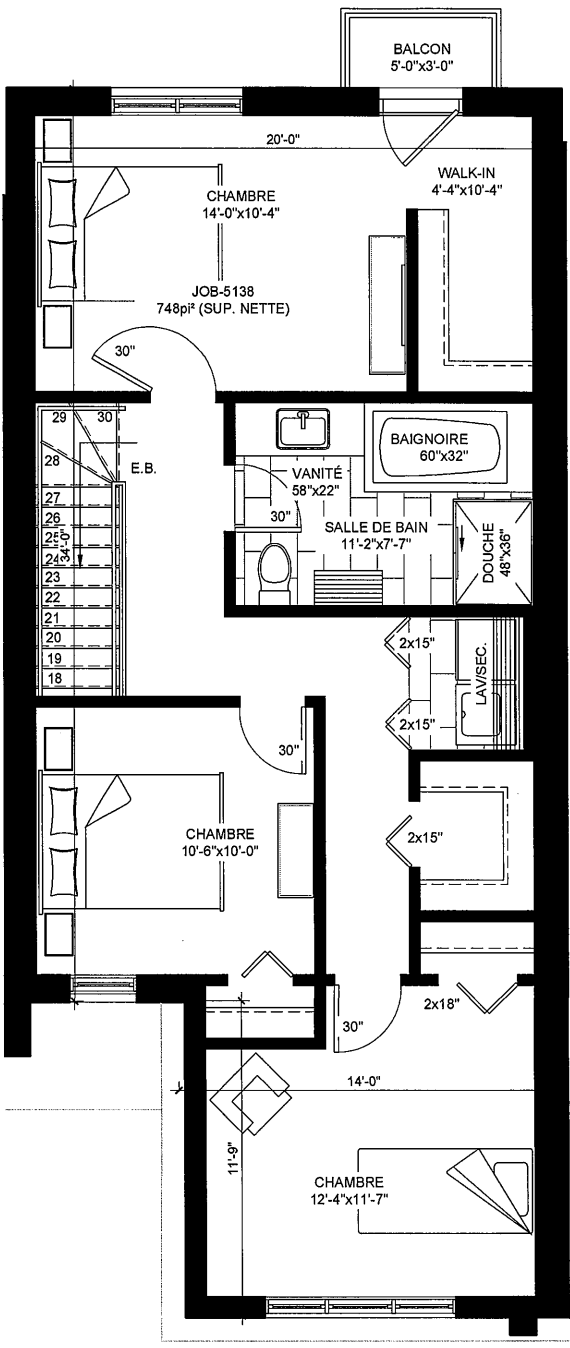 BALCON
5'-0"x3'-0"
20'-0"
WALK-IN
4'-4"x10'-4"
CHAMBRE
14'-0"x10'-4"
JOB-5138
748pi² (SUP. NETTE)
30"
29
30
28
E.B.
27
26
25
24
23
22
21
20
19
18
34'-0"
BAIGNOIRE
60"x32"
VANITÉ
58"x22"
30"
SALLE DE BAIN
11'-2"x7'-7"
DOUCHE
48"x36"
2x15"
LAV/SEC.
2x15"
30"
CHAMBRE
10'-6"x10'-0"
2x15"
2x18"
30"
14'-0"
11'-9"
CHAMBRE
12'-4"x11'-7"